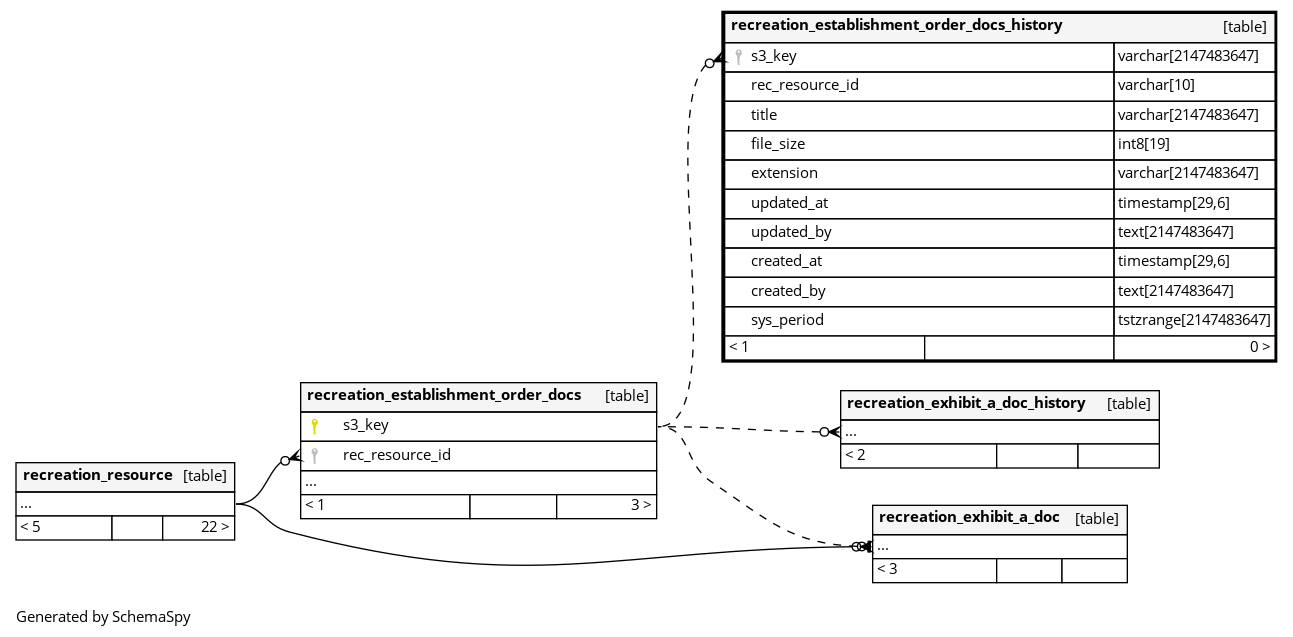 recreation_establishment_order_docs_history [table]
s3_key varchar[2147483647]
rec_resource_id varchar[10]
title varchar[2147483647]
file_size int8[19]
extension varchar[2147483647]
updated_at timestamp[29,6]
updated_by text[2147483647]
created_at timestamp[29,6]
created_by text[2147483647]
sys_period tstzrange[2147483647]
< 1 0 >
recreation_establishment_order_docs [table]
s3_key
rec_resource_id
...
< 1 3 >
recreation_exhibit_a_doc_history [table]
...
< 2
recreation_resource [table]
...
< 5 22 >
recreation_exhibit_a_doc [table]
...
< 3
Generated by SchemaSpy